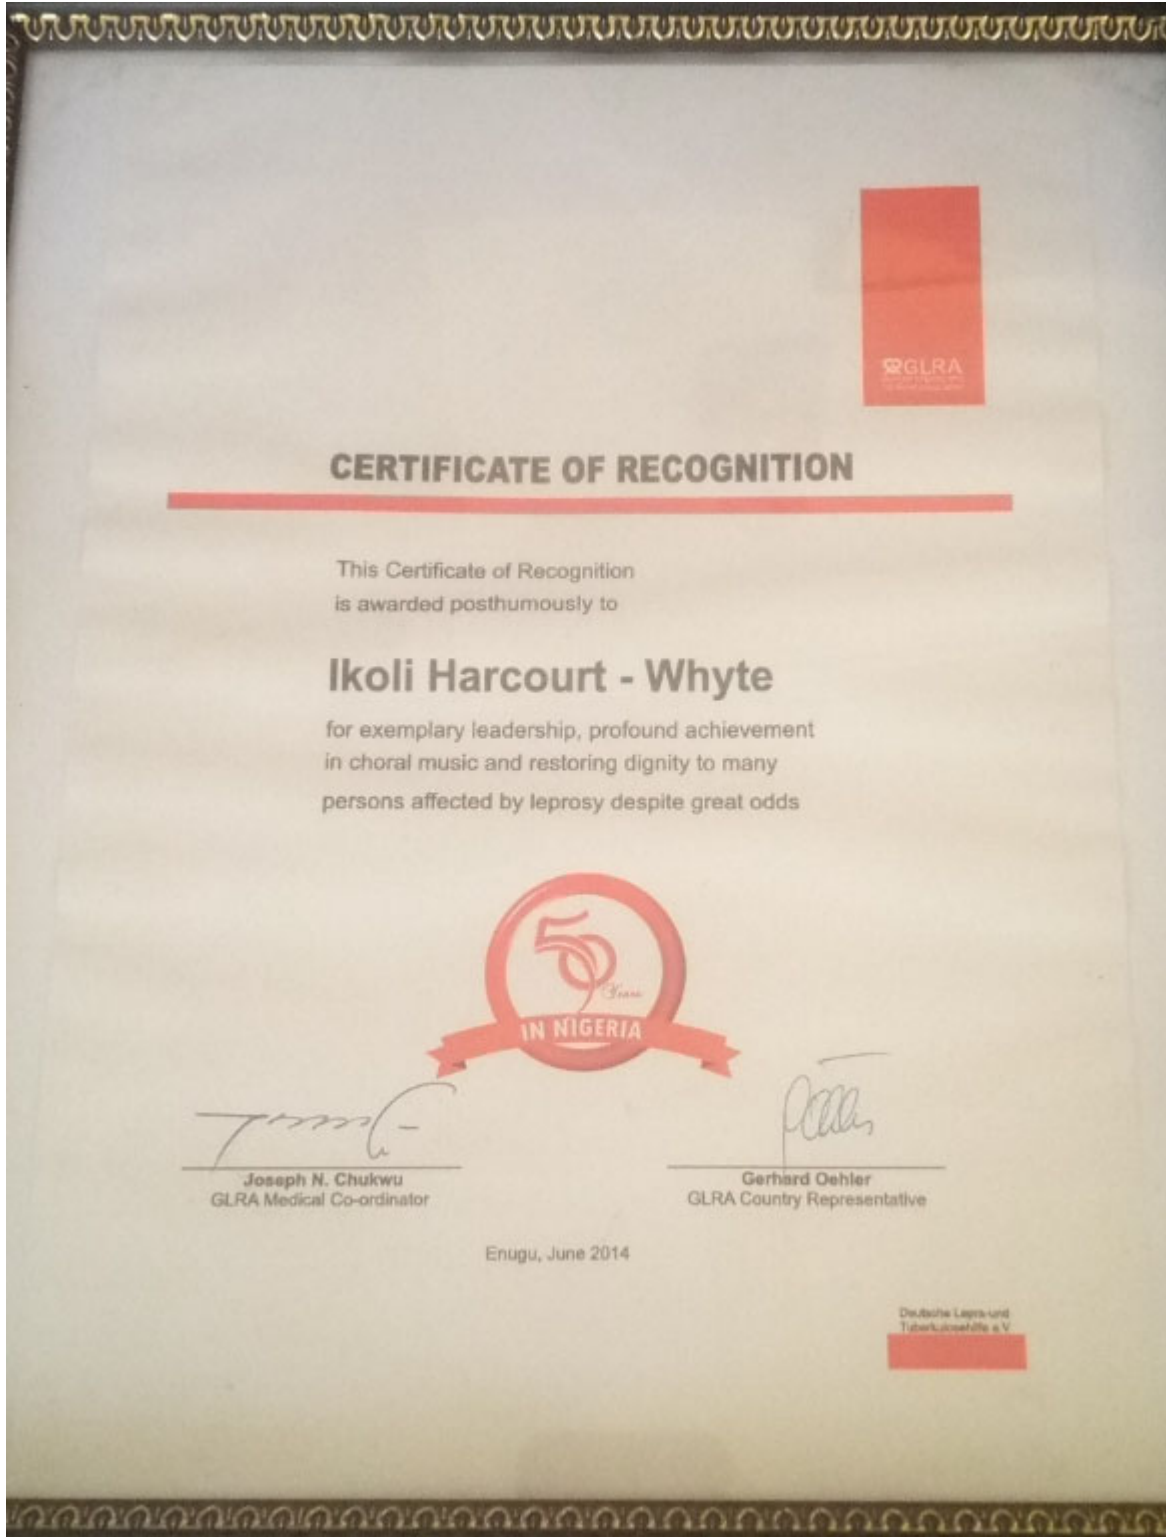 GLRA
CERTIFICATE OF RECOGNITION
This Certificate of Recognition
is awarded posthumously to
Ikoli Harcourt - Whyte
for exemplary leadership, profound achievement
in choral music and restoring dignity to many
persons affected by leprosy despite great odds
50
Years
IN NIGERIA
Joseph N. Chukwu
GLRA Medical Co-ordinator
Gerhard Oehler
GLRA Country Representative
Enugu, June 2014
Deutsche Lepra-und
Tuberkulosehilfe e.V